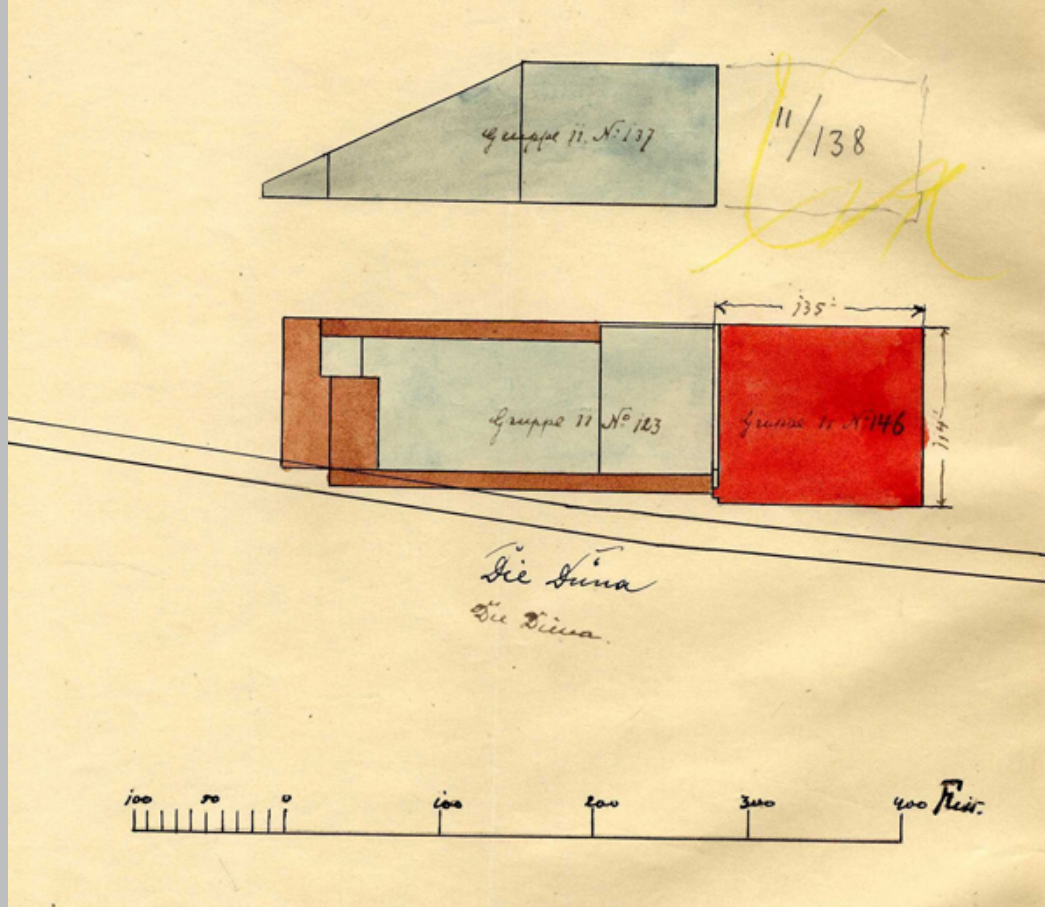 Gruppe II. № 137
II/138
135'
Gruppe II № 123
Gruppe II № 146
114'
Die Düna
Die Düna.
100 50 0 100 200 300 400